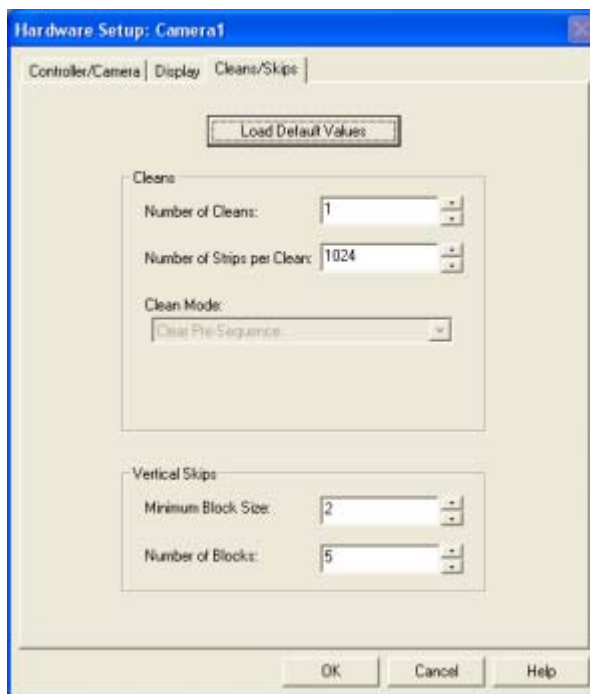 Hardware Setup: Camera1
Controller/Camera Display Cleans/Skips
Load Default Values
Cleans
Number of Cleans: 1
Number of Strips per Clean: 1024
Clean Mode:
Clear Pre-Sequence
Vertical Skips
Minimum Block Size: 2
Number of Blocks: 5
OK Cancel Help